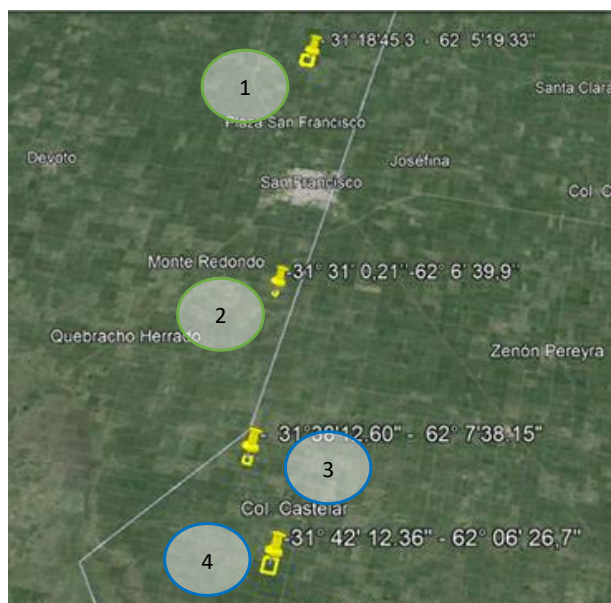 - 31°18'45.3 - 62° 5'19.33"
1
Santa Clara
Plaza San Francisco
Devoto
Josefina
San Francisco
Col. C
Monte Redondo
-31° 31' 0,21"-62° 6' 39,9"
2
Quebracho Herrado
Zenón Pereyra
- 31°38'12.60" - 62° 7'38.15"
3
Col. Castelar
-31° 42' 12.36" - 62° 06' 26,7"
4